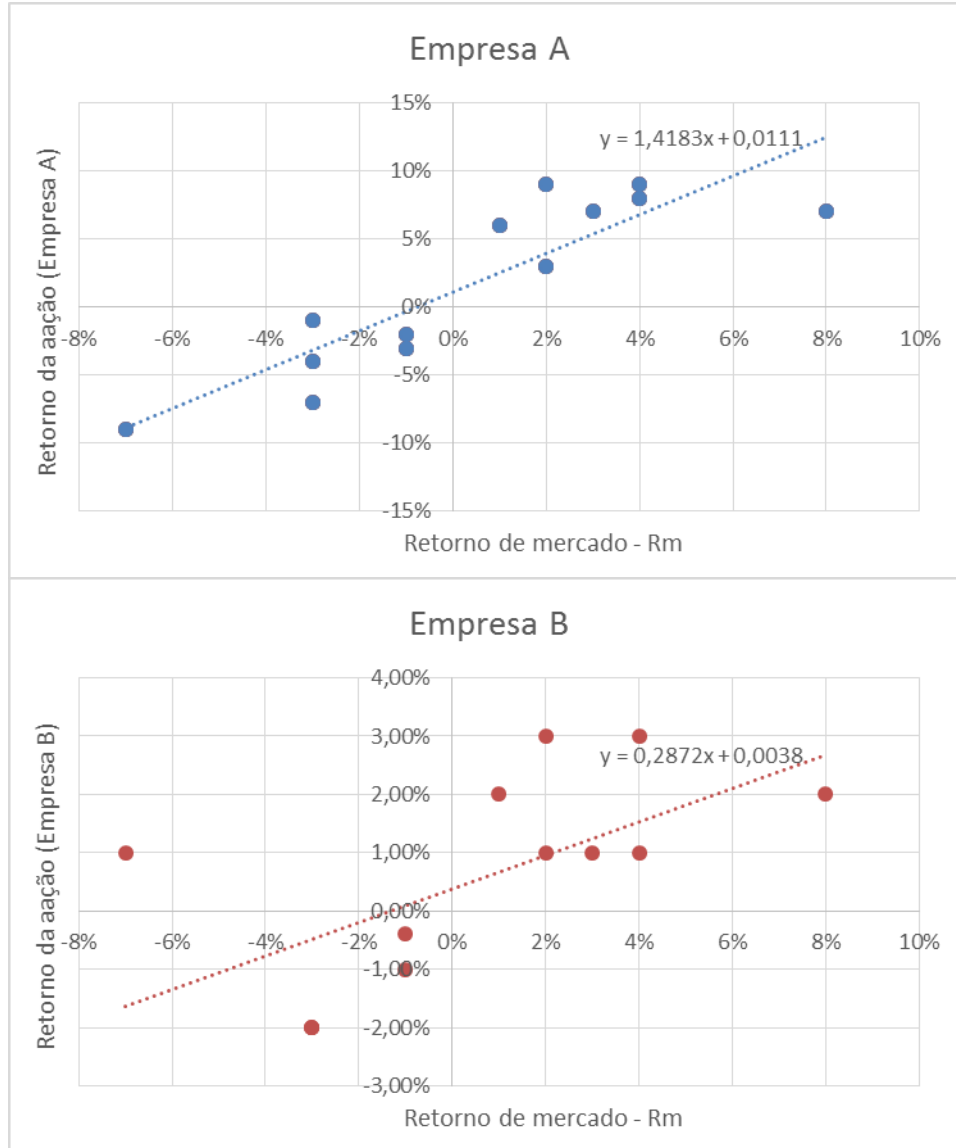 Empresa A
15%
y = 1,4183x + 0,0111
10%
5%
0%
-8% -6% -4% -2% 0% 2% 4% 6% 8% 10%
-5%
-10%
-15%
Retorno da aação (Empresa A)
Retorno de mercado - Rm
Empresa B
4,00%
3,00%
y = 0,2872x + 0,0038
2,00%
1,00%
0,00%
-8% -6% -4% -2% 0% 2% 4% 6% 8% 10%
-1,00%
-2,00%
-3,00%
Retorno da aação (Empresa B)
Retorno de mercado - Rm